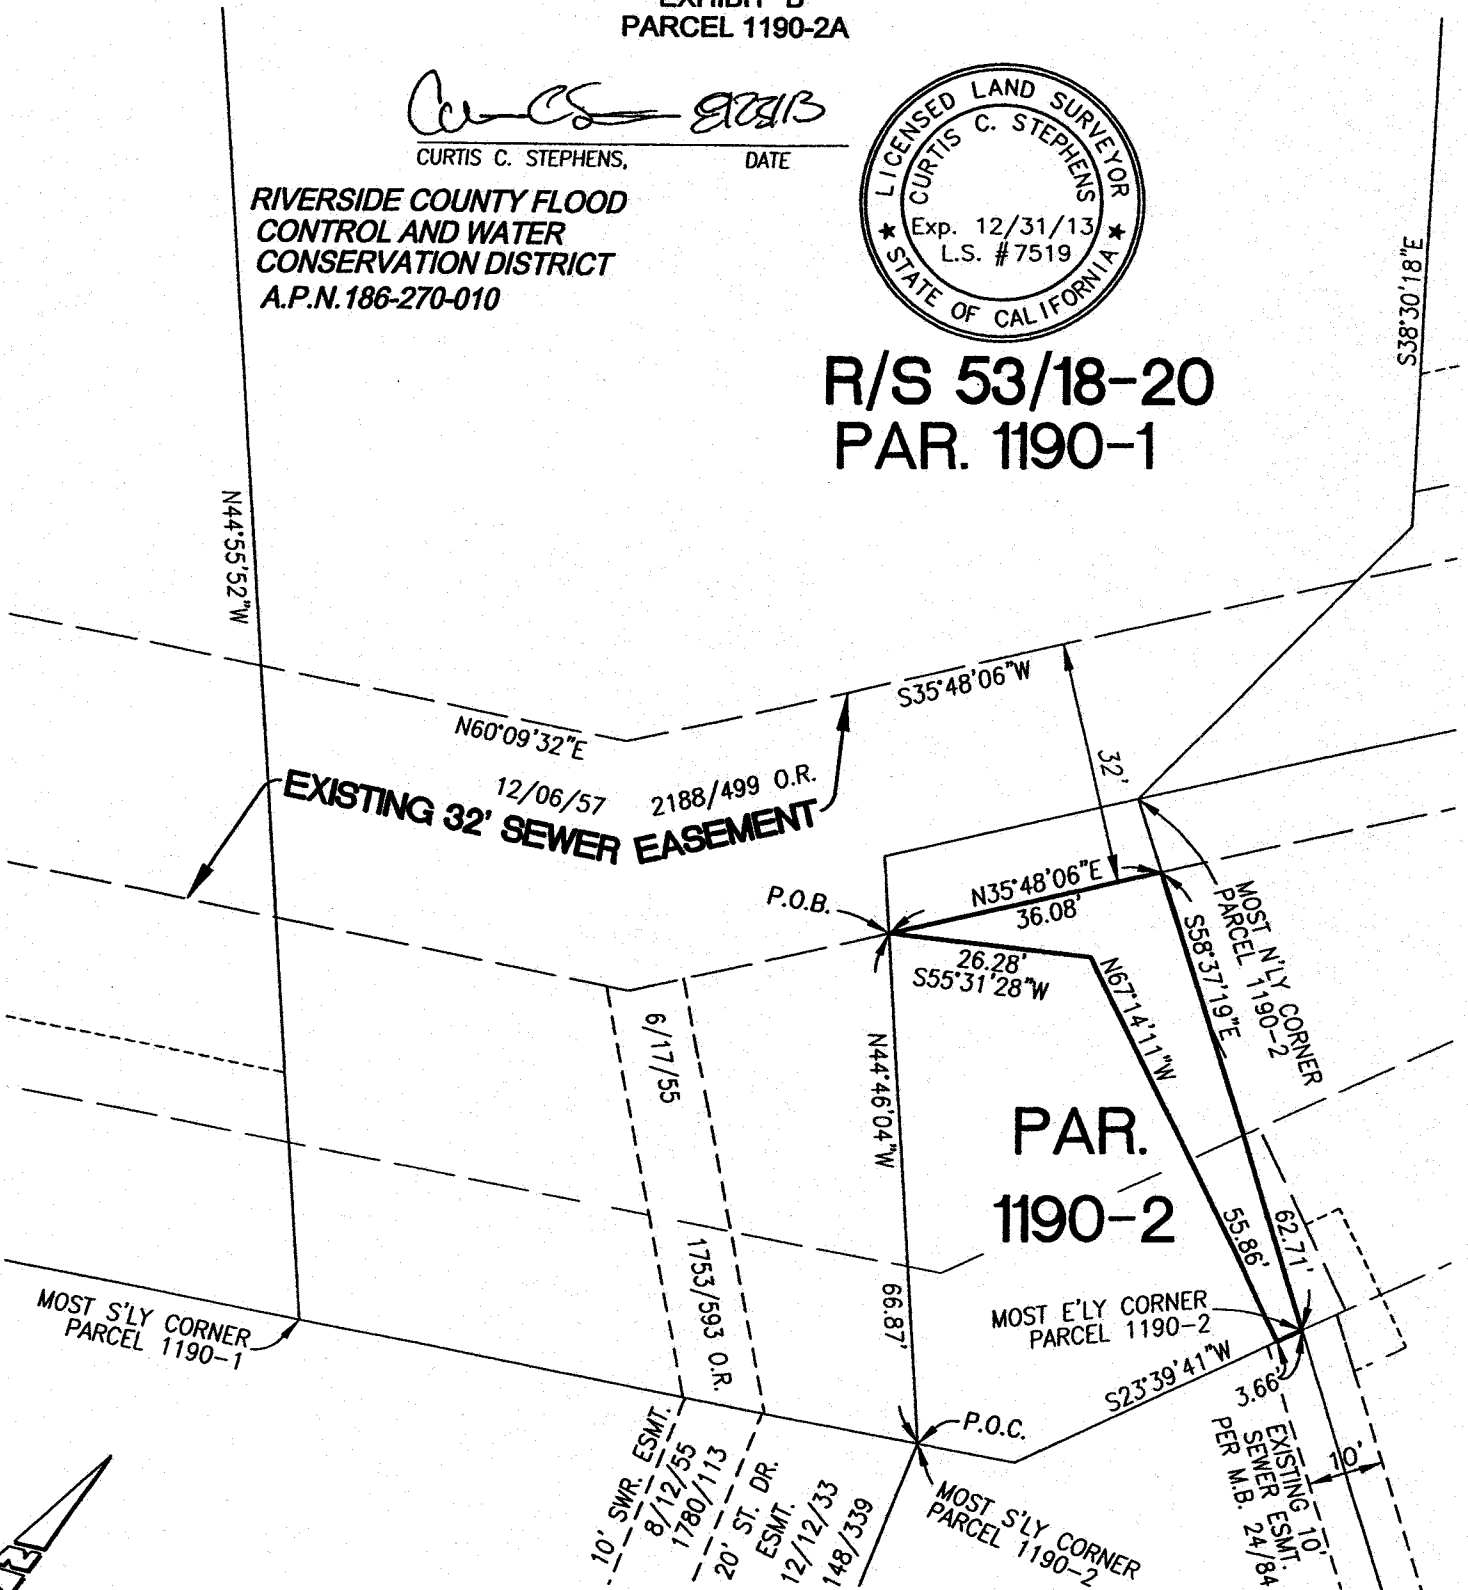 EXHIBIT "B"
PARCEL 1190-2A
CURTIS C. STEPHENS,
DATE
RIVERSIDE COUNTY FLOOD
CONTROL AND WATER
CONSERVATION DISTRICT
A.P.N. 186-270-010
LICENSED LAND SURVEYOR
CURTIS C. STEPHENS
Exp. 12/31/13
L.S. #7519
★ STATE OF CALIFORNIA ★
R/S 53/18-20
PAR. 1190-1
S38°30'18"E
N44°55'52"W
N60°09'32"E
S35°48'06"W
32'
12/06/57
2188/499 O.R.
EXISTING 32' SEWER EASEMENT
P.O.B.
N35°48'06"E
36.08'
26.28'
S55°31'28"W
MOST N'LY CORNER
PARCEL 1190-2
S58°37'19"E
N67°14'11"W
N44°46'04"W
6/17/55
1753/593 O.R.
PAR.
1190-2
55.86'
62.71'
66.87'
MOST E'LY CORNER
PARCEL 1190-2
S23°39'41"W
3.66'
MOST S'LY CORNER
PARCEL 1190-1
P.O.C.
MOST S'LY CORNER
PARCEL 1190-2
10' SWR. ESMT.
8/12/55
1780/113
20' ST. DR.
ESMT.
12/12/33
148/339
EXISTING 10'
SEWER ESMT.
PER M.B. 24/84
10'
N